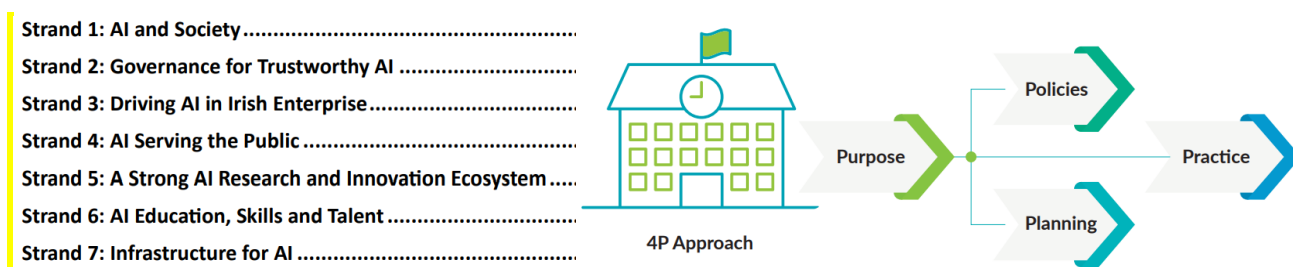 Strand 1: AI and Society................................................
Strand 2: Governance for Trustworthy AI ..........................
Strand 3: Driving AI in Irish Enterprise..............................
Strand 4: AI Serving the Public ........................................
Strand 5: A Strong AI Research and Innovation Ecosystem.....
Strand 6: AI Education, Skills and Talent ............................
Strand 7: Infrastructure for AI .........................................
4P Approach
Purpose
Policies
Planning
Practice